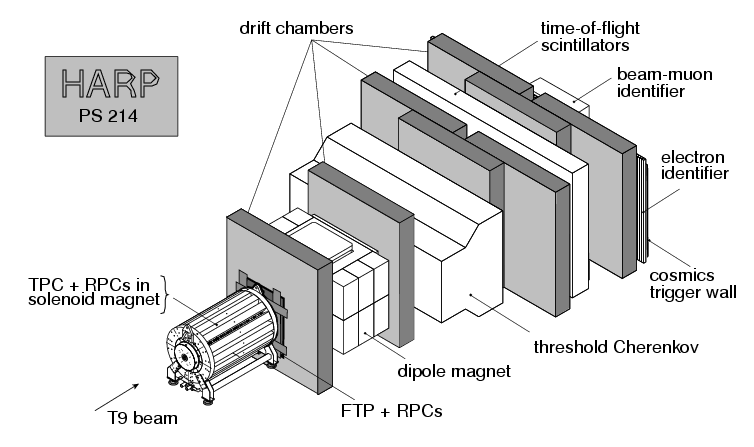 drift chambers
time-of-flight
scintillators
HARP
PS 214
beam-muon
identifier
electron
identifier
TPC + RPCs in
solenoid magnet
cosmics
trigger wall
threshold Cherenkov
dipole magnet
FTP + RPCs
T9 beam